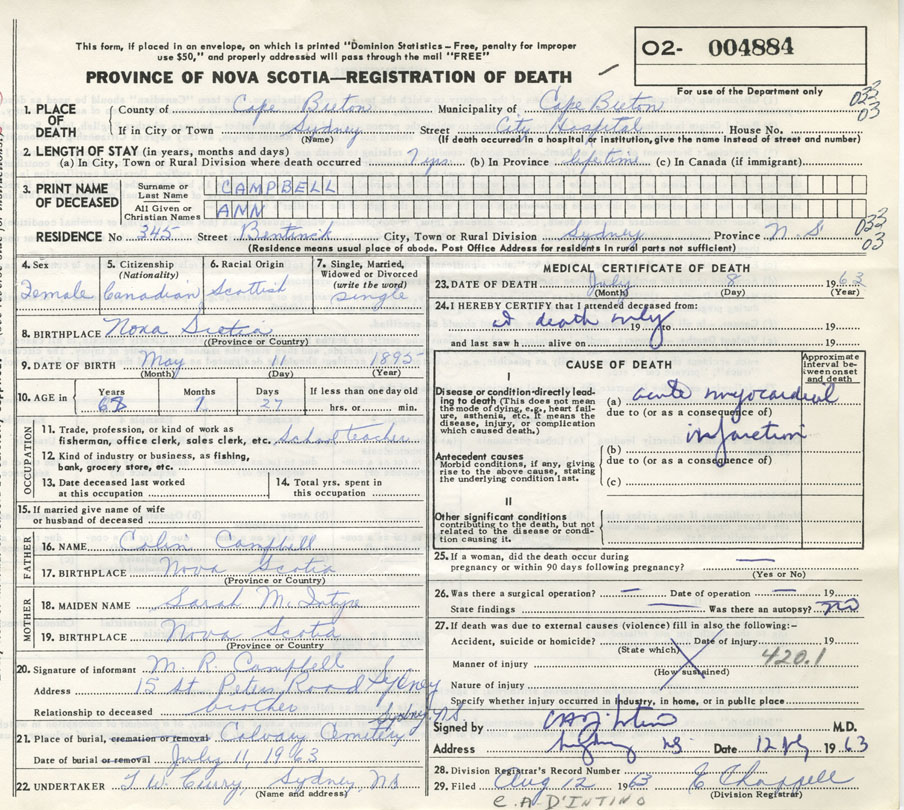 This form, if placed in an envelope, on which is printed "Dominion Statistics – Free, penalty for improper
use $50," and properly addressed will pass through the mail "FREE"
PROVINCE OF NOVA SCOTIA—REGISTRATION OF DEATH
O2- 004884
For use of the Department only
1. PLACE OF DEATH
County of Cape Breton Municipality of Cape Breton
033
03
If in City or Town Sydney Street City Hospital House No.
(Name) (If death occurred in a hospital or institution, give the name instead of street and number)
2. LENGTH OF STAY (in years, months and days)
(a) In City, Town or Rural Division where death occurred 7 yrs. (b) In Province lifetime (c) In Canada (if immigrant)
3. PRINT NAME OF DECEASED
Surname or Last Name CAMPBELL
All Given or Christian Names ANN
RESIDENCE No 345 Street Bentinck City, Town or Rural Division Sydney Province N. S
033
03
(Residence means usual place of abode. Post Office Address for residents in rural parts not sufficient)
4. Sex
Female
5. Citizenship
(Nationality)
Canadian
6. Racial Origin
Scottish
7. Single, Married,
Widowed or Divorced
(write the word)
single
8. BIRTHPLACE Nova Scotia
(Province or Country)
9. DATE OF BIRTH May 11 1895
(Month) (Day) (Year)
10. AGE in
Years Months Days If less than one day old
68 1 27 hrs. or min.
OCCUPATION
11. Trade, profession, or kind of work as
fisherman, office clerk, sales clerk, etc. School teacher
12. Kind of industry or business, as fishing,
bank, grocery store, etc.
13. Date deceased last worked
at this occupation
14. Total yrs. spent in
this occupation
15. If married give name of wife
or husband of deceased
FATHER
16. NAME Colin Campbell
17. BIRTHPLACE Nova Scotia
(Province or Country)
MOTHER
18. MAIDEN NAME Sarah McIntyre
19. BIRTHPLACE Nova Scotia
(Province or Country)
20. Signature of informant M. R. Campbell
Address 15 St. Peters Road Sydney
Relationship to deceased brother
Sydney, N.S.
21. Place of burial, cremation or removal Calvary Cemetery
Date of burial or removal July 11, 1963
22. UNDERTAKER T. W. Curry, Sydney, NS
(Name and address)
MEDICAL CERTIFICATE OF DEATH
23. DATE OF DEATH July 8 1963
(Month) (Day) (Year)
24. I HEREBY CERTIFY that I attended deceased from:
at death only 19 to 19
and last saw h alive on 19
CAUSE OF DEATH
Approximate interval between onset and death
I
Disease or condition directly leading to death (This does not mean
the mode of dying, e.g., heart failure, asthenia, etc. It means the
disease, injury, or complication
which caused death.)
(a) acute myocardial
due to (or as a consequence of)
infarction
Antecedent causes
Morbid conditions, if any, giving
rise to the above cause, stating
the underlying condition last.
(b)
due to (or as a consequence of)
(c)
II
Other significant conditions
contributing to the death, but not
related to the disease or condition causing it.
25. If a woman, did the death occur during
pregnancy or within 90 days following pregnancy? —
(Yes or No)
26. Was there a surgical operation? — Date of operation — 19
State findings — Was there an autopsy? no
27. If death was due to external causes (violence) fill in also the following:–
Accident, suicide or homicide? Date of injury 19
(State which)
420.1
Manner of injury
(How sustained)
Nature of injury
Specify whether injury occurred in industry, in home, or in public place
Signed by M.D.
Address Sydney NS Date 12 July 1963
28. Division Registrar's Record Number
29. Filed Aug 12 1963 E Chappell
(Division Registrar)
C.A D'INTINO